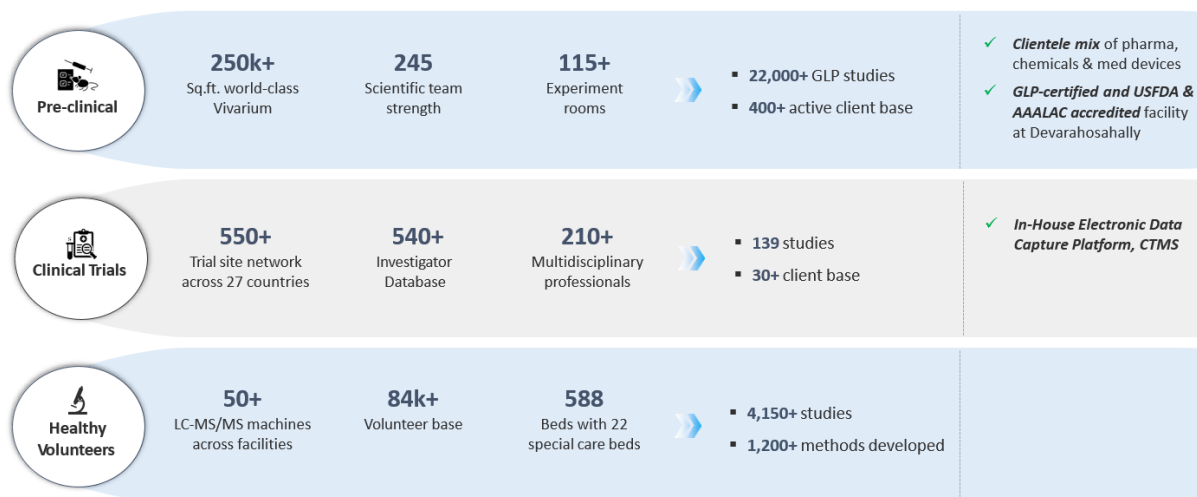 Pre-clinical
250k+
Sq.ft. world-class
Vivarium
245
Scientific team
strength
115+
Experiment
rooms
▪ 22,000+ GLP studies
▪ 400+ active client base
✓ Clientele mix of pharma,
chemicals & med devices
✓ GLP-certified and USFDA &
AAALAC accredited facility
at Devarahosahally
Clinical Trials
550+
Trial site network
across 27 countries
540+
Investigator
Database
210+
Multidisciplinary
professionals
▪ 139 studies
▪ 30+ client base
✓ In-House Electronic Data
Capture Platform, CTMS
Healthy
Volunteers
50+
LC-MS/MS machines
across facilities
84k+
Volunteer base
588
Beds with 22
special care beds
▪ 4,150+ studies
▪ 1,200+ methods developed